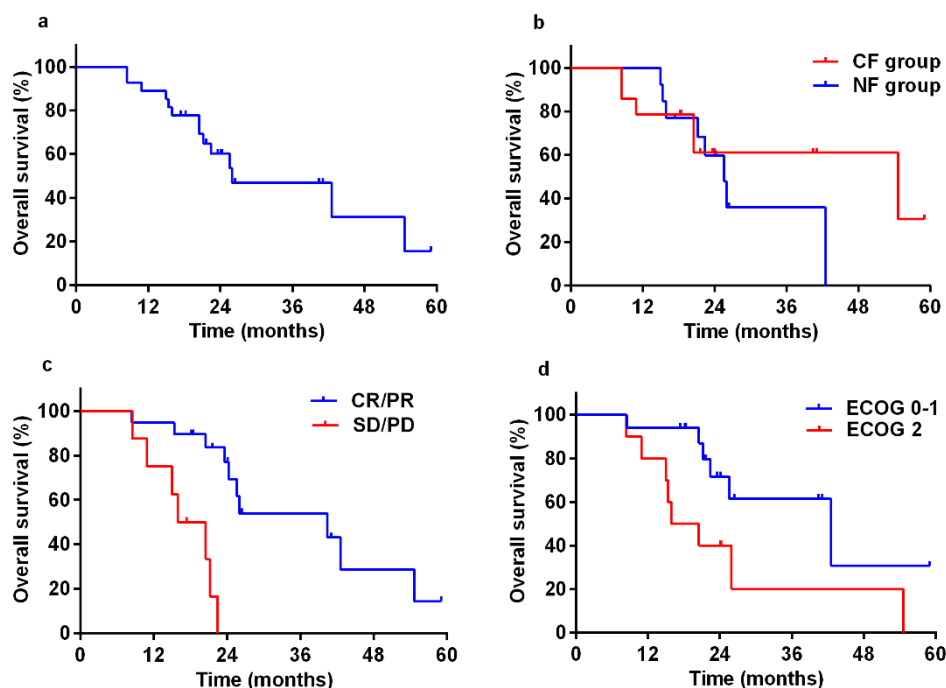 a
Overall survival (%)
100
80
60
40
20
0
0 12 24 36 48 60
Time (months)
b
Overall survival (%)
100
80
60
40
20
0
CF group
NF group
0 12 24 36 48 60
Time (months)
c
Overall survival (%)
100
80
60
40
20
0
CR/PR
SD/PD
0 12 24 36 48 60
Time (months)
d
Overall survival (%)
100
80
60
40
20
0
ECOG 0-1
ECOG 2
0 12 24 36 48 60
Time (months)